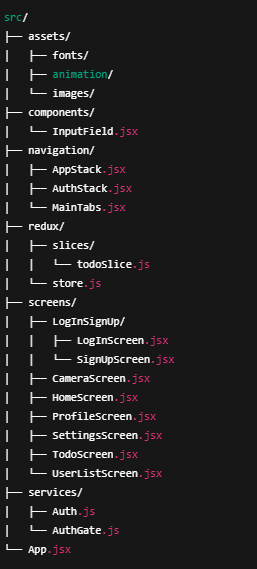 src/
├── assets/
│   ├── fonts/
│   ├── animation/
│   └── images/
├── components/
│   └── InputField.jsx
├── navigation/
│   ├── AppStack.jsx
│   ├── AuthStack.jsx
│   └── MainTabs.jsx
├── redux/
│   ├── slices/
│   │   └── todoSlice.js
│   └── store.js
├── screens/
│   ├── LogInSignUp/
│   │   ├── LogInScreen.jsx
│   │   └── SignUpScreen.jsx
│   ├── CameraScreen.jsx
│   ├── HomeScreen.jsx
│   ├── ProfileScreen.jsx
│   ├── SettingsScreen.jsx
│   ├── TodoScreen.jsx
│   └── UserListScreen.jsx
├── services/
│   ├── Auth.js
│   └── AuthGate.js
└── App.jsx